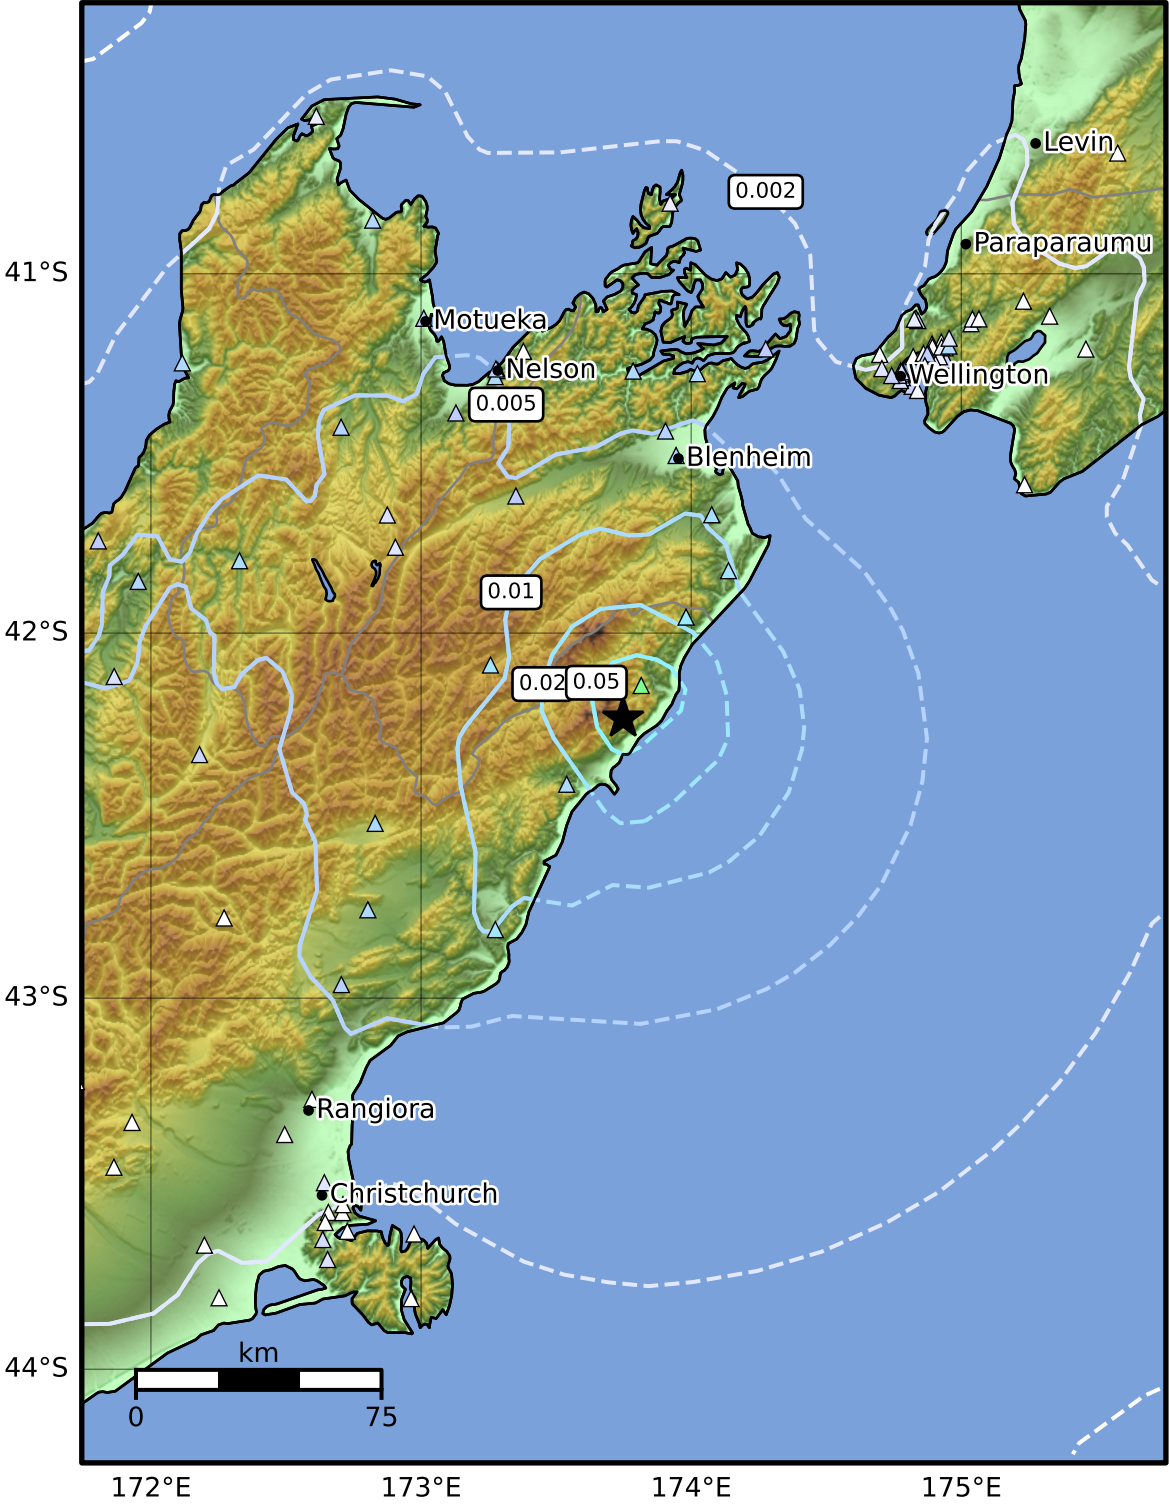 Levin
0.002
Paraparaumu
41°S
Motueka
Nelson
Wellington
0.005
Blenheim
0.01
42°S
0.02
0.05
43°S
Rangiora
Christchurch
km
44°S
0
75
172°E
173°E
174°E
175°E